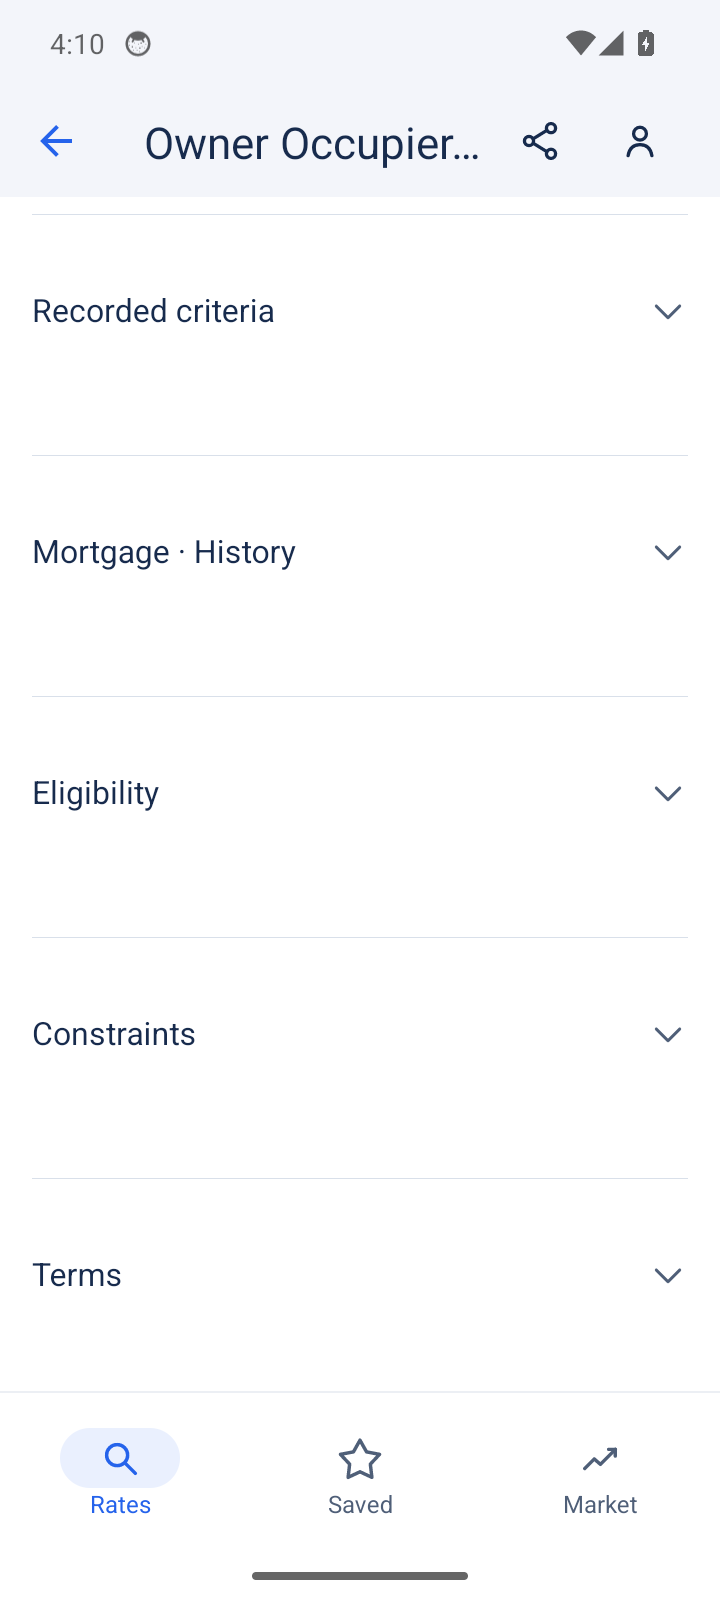 4:10
Owner Occupier...
Recorded criteria
Mortgage · History
Eligibility
Constraints
Terms
Rates
Saved
Market